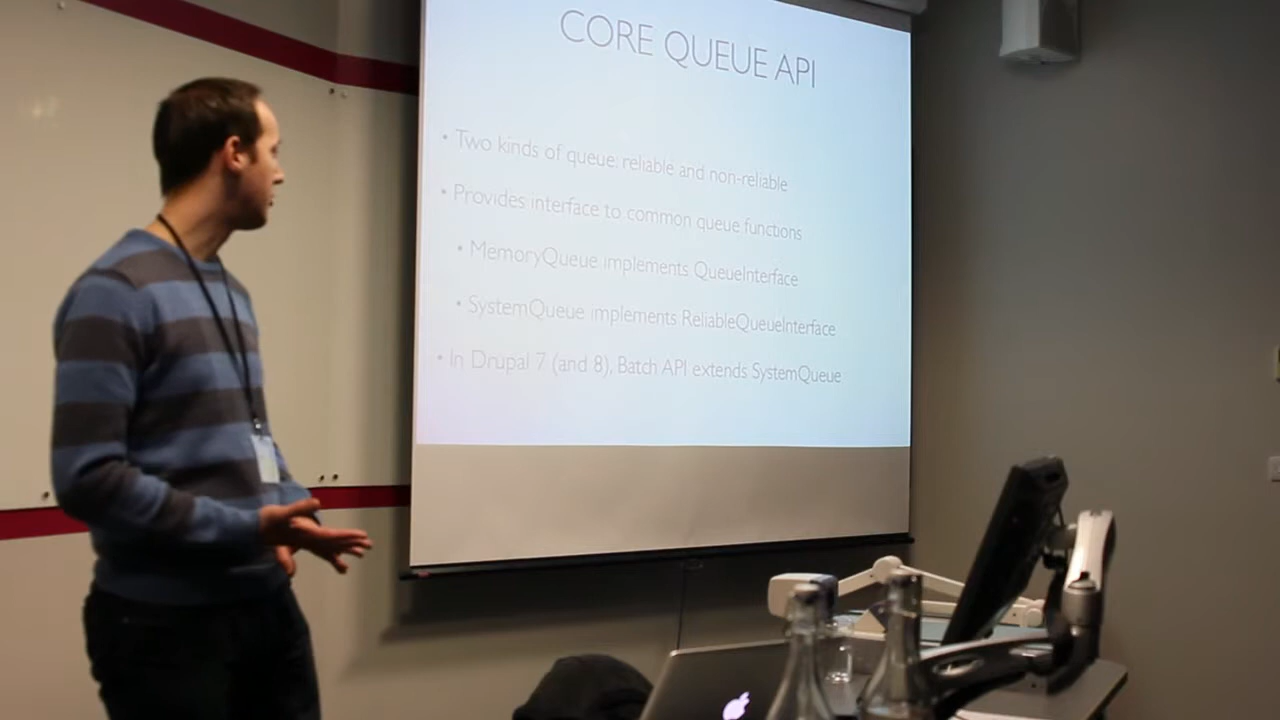 CORE QUEUE API
• Two kinds of queue: reliable and non-reliable
• Provides interface to common queue functions
• MemoryQueue implements QueueInterface
• SystemQueue implements ReliableQueueInterface
• In Drupal 7 (and 8), Batch API extends SystemQueue